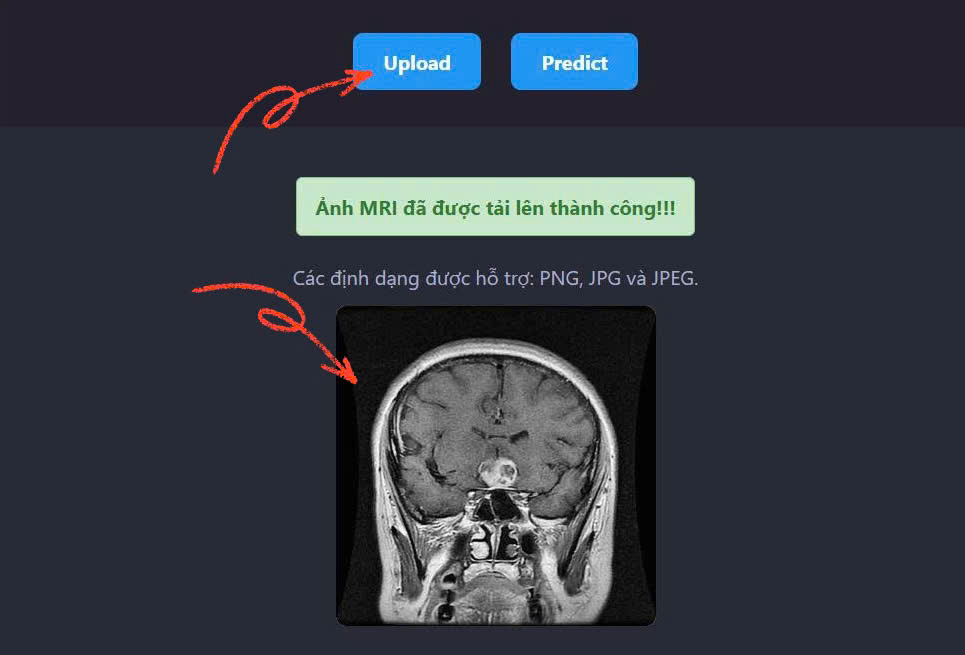 Upload Predict
Ảnh MRI đã được tải lên thành công!!!
Các định dạng được hỗ trợ: PNG, JPG và JPEG.